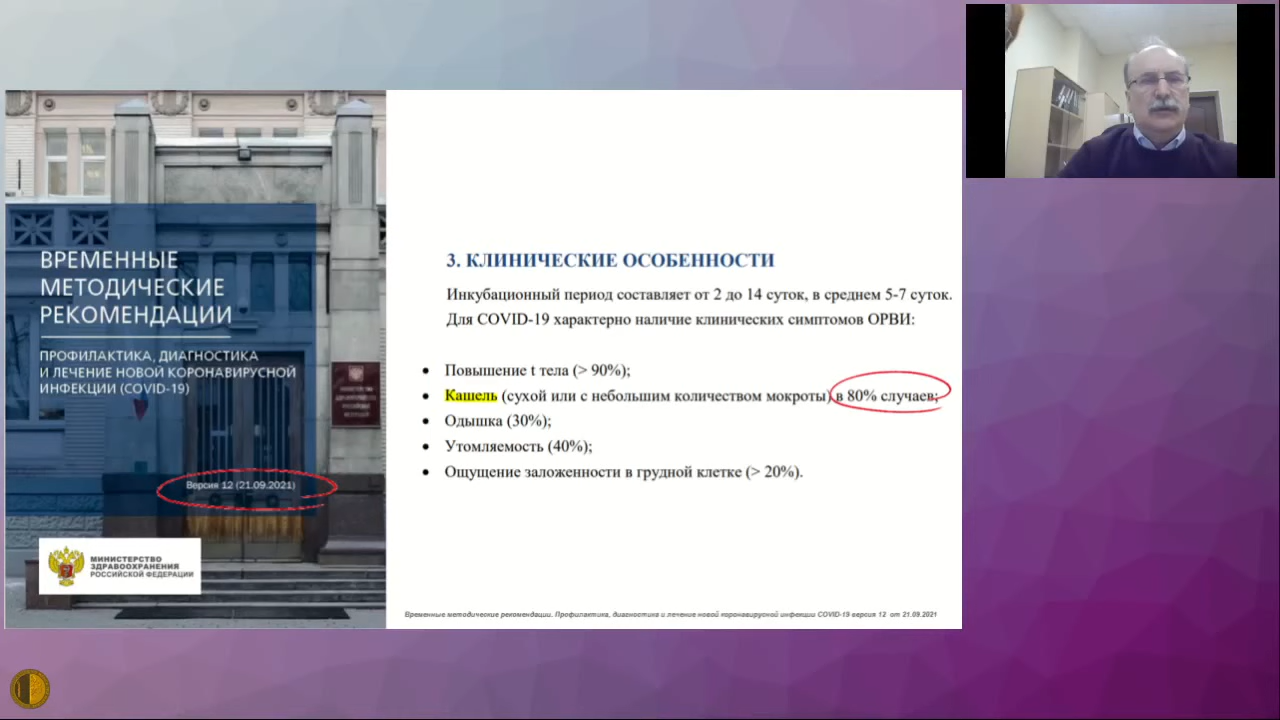 ВРЕМЕННЫЕ
МЕТОДИЧЕСКИЕ
РЕКОМЕНДАЦИИ
ПРОФИЛАКТИКА, ДИАГНОСТИКА
И ЛЕЧЕНИЕ НОВОЙ КОРОНАВИРУСНОЙ
ИНФЕКЦИИ (COVID-19)
Версия 12 (21.09.2021)
МИНИСТЕРСТВО
ЗДРАВООХРАНЕНИЯ
РОССИЙСКОЙ ФЕДЕРАЦИИ
3. КЛИНИЧЕСКИЕ ОСОБЕННОСТИ
Инкубационный период составляет от 2 до 14 суток, в среднем 5-7 суток.
Для COVID-19 характерно наличие клинических симптомов ОРВИ:
• Повышение t тела (> 90%);
• Кашель (сухой или с небольшим количеством мокроты) в 80% случаев;
• Одышка (30%);
• Утомляемость (40%);
• Ощущение заложенности в грудной клетке (> 20%).
Временные методические рекомендации. Профилактика, диагностика и лечение новой коронавирусной инфекции COVID-19 версия 12 от 21.09.2021